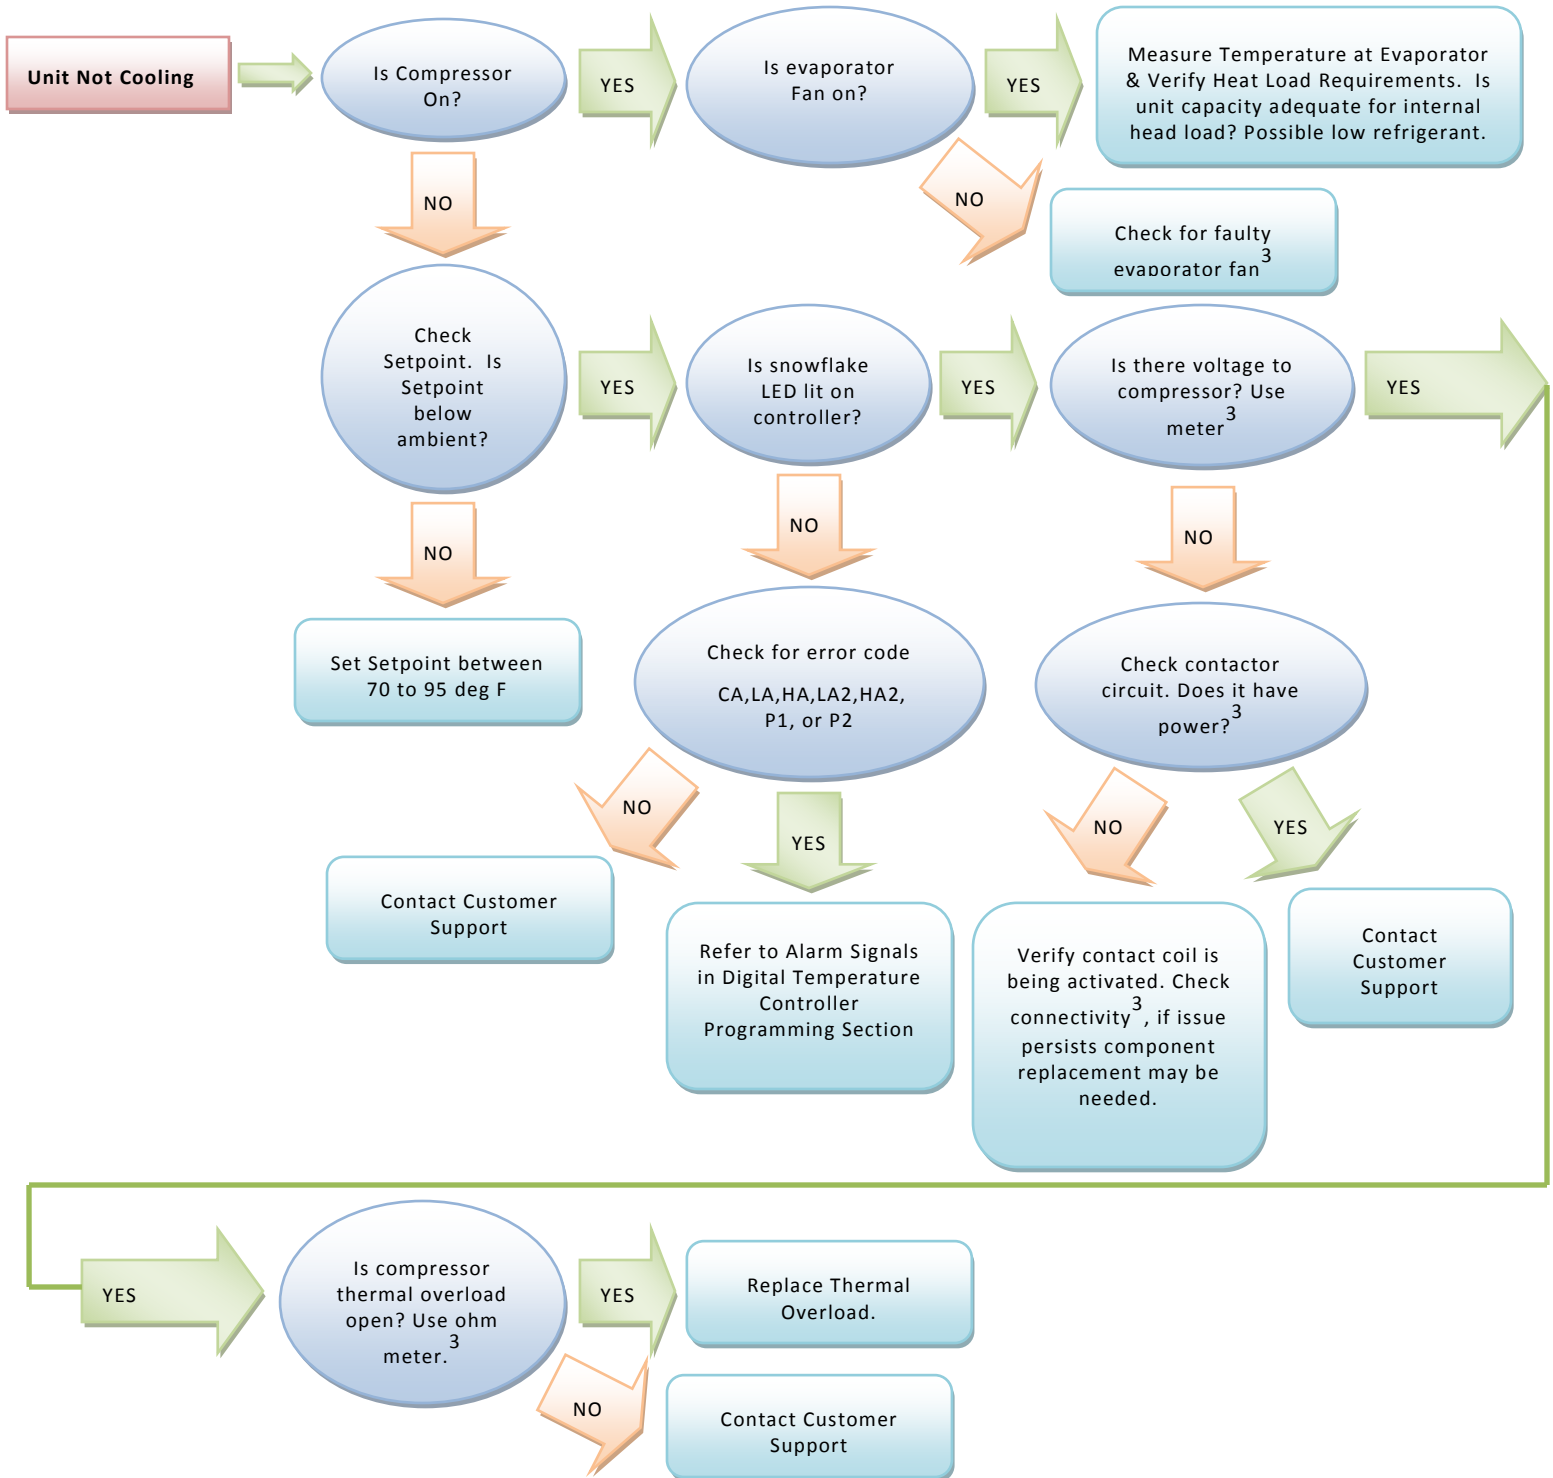 Unit Not Cooling
Is Compressor
On?
YES
Is evaporator
Fan on?
YES
Measure Temperature at Evaporator
& Verify Heat Load Requirements. Is
unit capacity adequate for internal
head load? Possible low refrigerant.
NO
NO
Check for faulty
evaporator fan3
Check
Setpoint. Is
Setpoint
below
ambient?
YES
Is snowflake
LED lit on
controller?
YES
Is there voltage to
compressor? Use
meter3
YES
NO
NO
NO
Set Setpoint between
70 to 95 deg F
Check for error code
CA,LA,HA,LA2,HA2,
P1, or P2
Check contactor
circuit. Does it have
power?3
NO
YES
NO
YES
Contact Customer
Support
Refer to Alarm Signals
in Digital Temperature
Controller
Programming Section
Verify contact coil is
being activated. Check
connectivity3, if issue
persists component
replacement may be
needed.
Contact
Customer
Support
YES
Is compressor
thermal overload
open? Use ohm
meter.3
YES
Replace Thermal
Overload.
NO
Contact Customer
Support